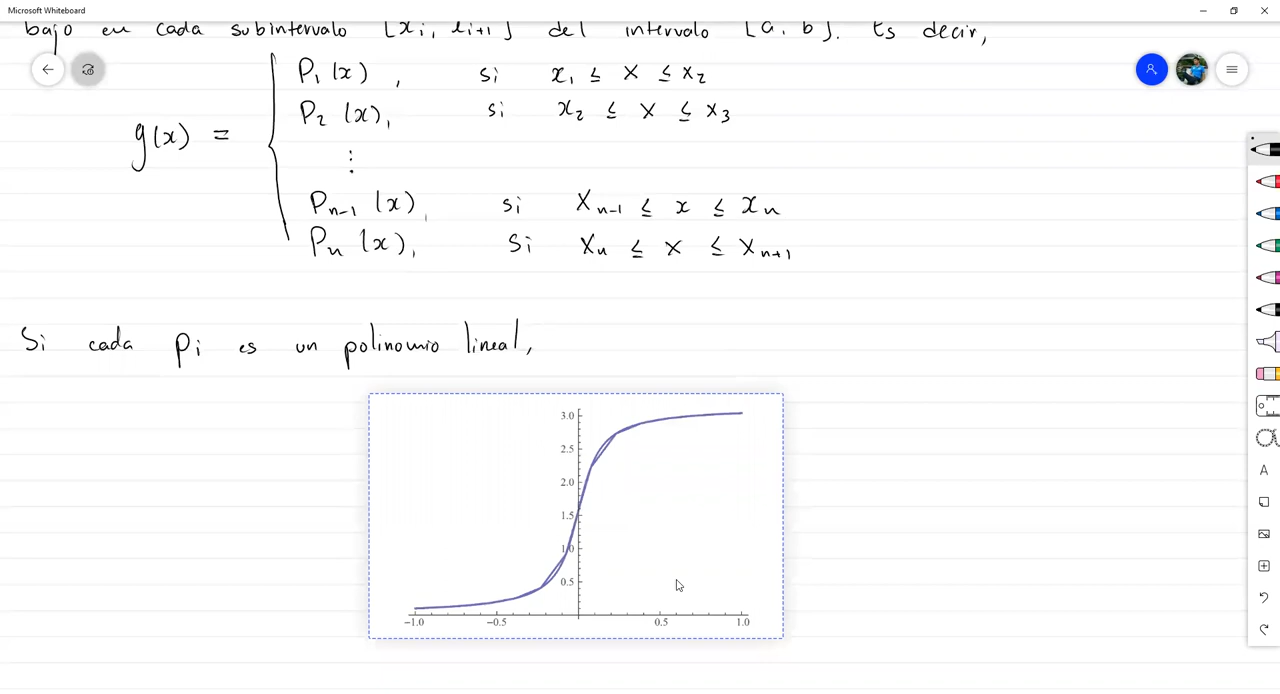 Microsoft Whiteboard
bajo en cada subintervalo [xi, xi+1] del intervalo [a, b]. Es decir,
P1(x), si x1 ≤ x ≤ x2
P2(x), si x2 ≤ x ≤ x3
g(x) =
⋮
Pn-1(x), si xn-1 ≤ x ≤ xn
Pn(x), si xn ≤ x ≤ xn+1
Si cada pi es un polinomio lineal,
3.0
2.5
2.0
1.5
1.0
0.5
-1.0 -0.5 0.5 1.0
A